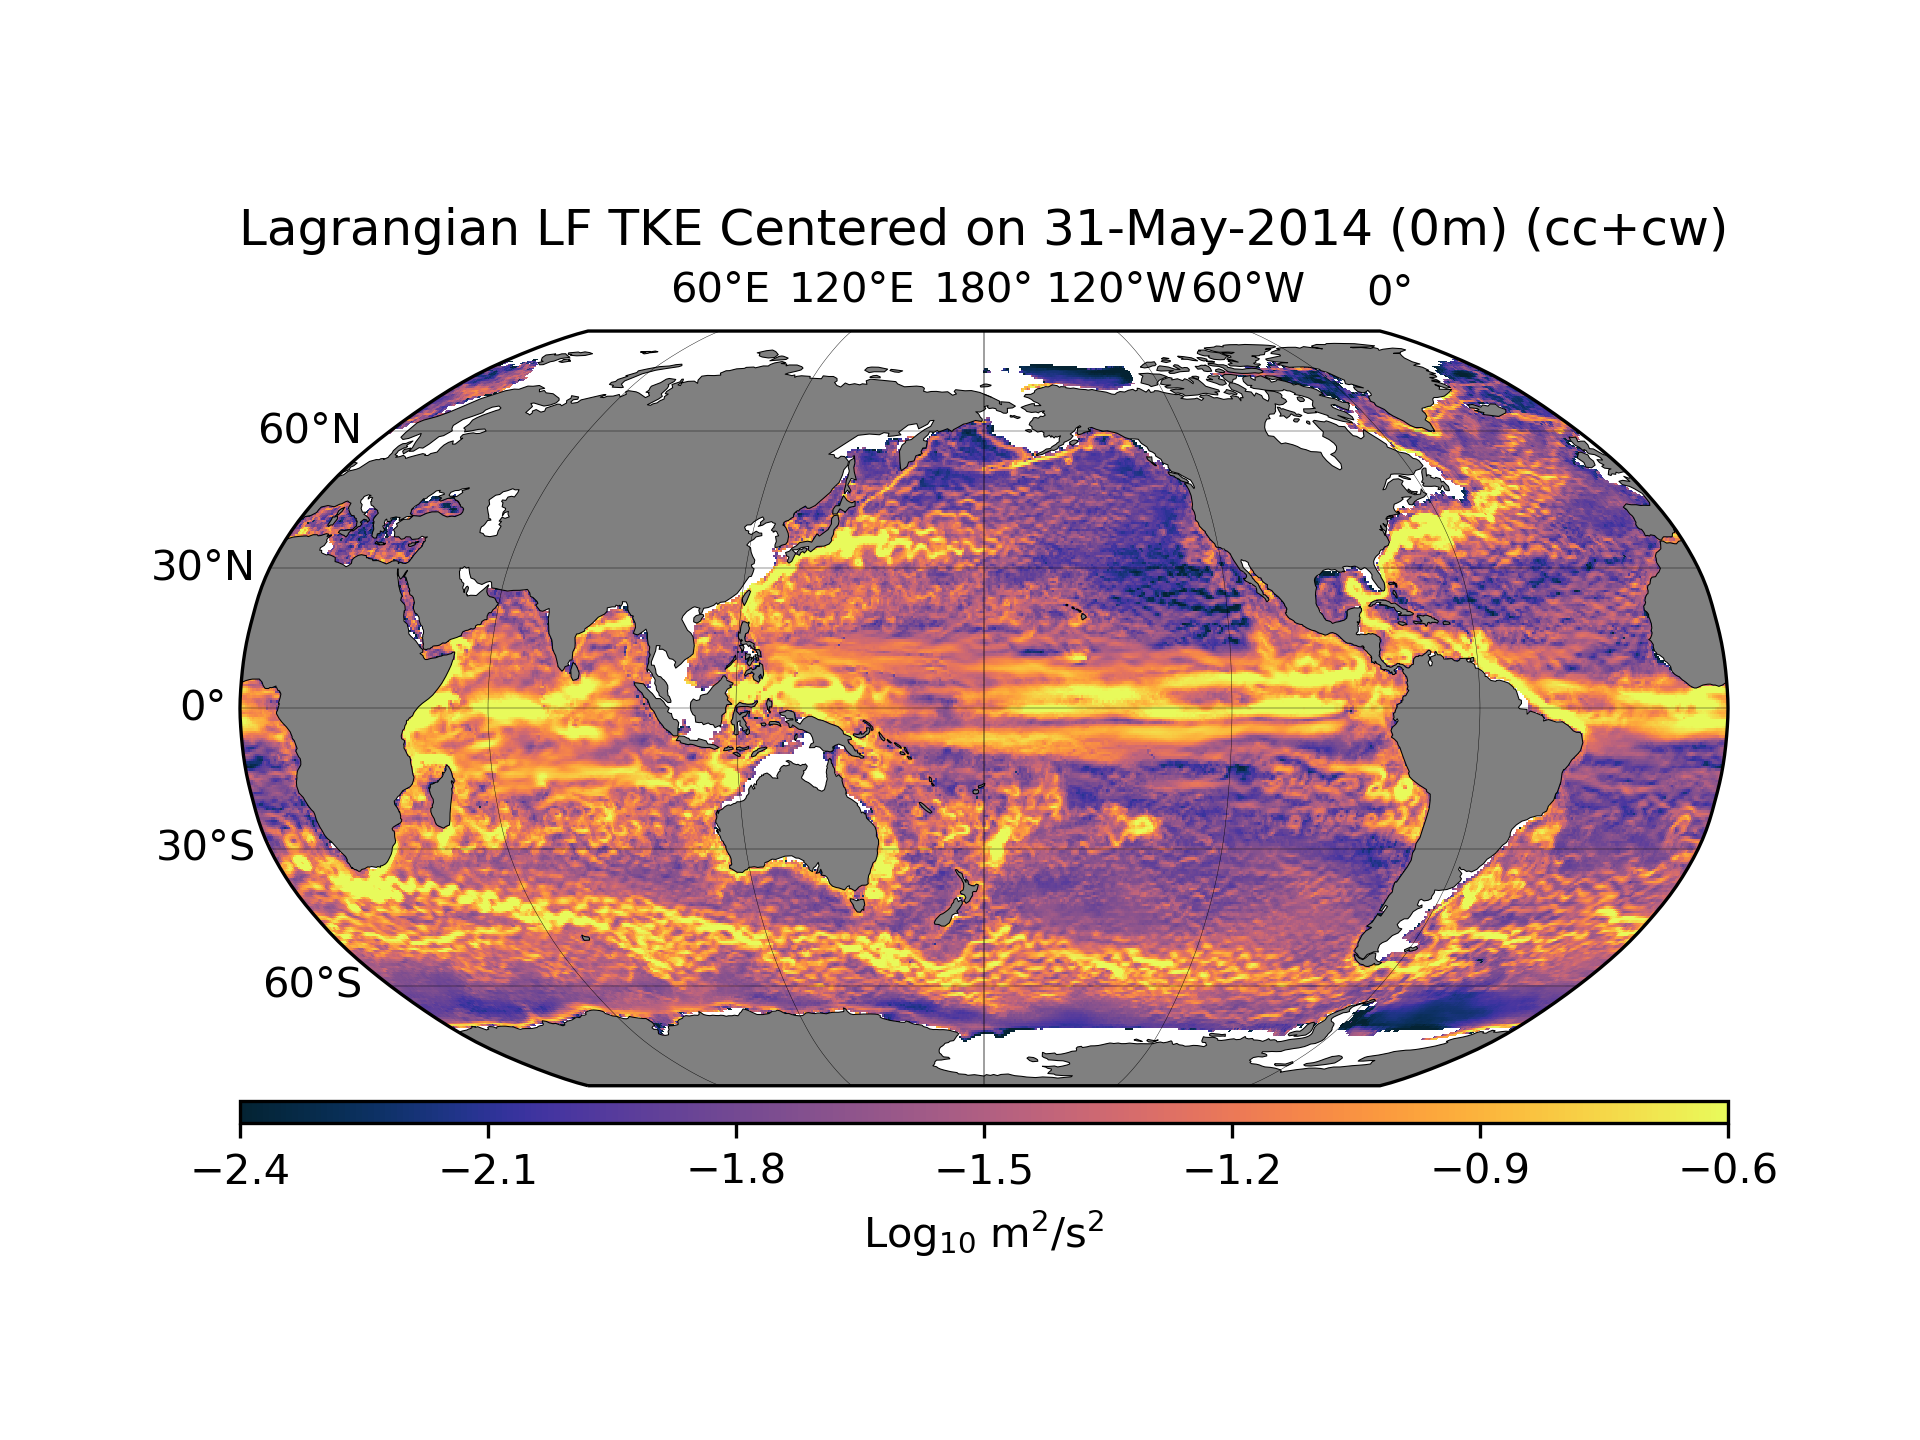 Lagrangian LF TKE Centered on 31-May-2014 (0m) (cc+cw)
60°E 120°E 180° 120°W 60°W 0°
60°N
30°N
0°
30°S
60°S
−2.4 −2.1 −1.8 −1.5 −1.2 −0.9 −0.6
Log₁₀ m²/s²